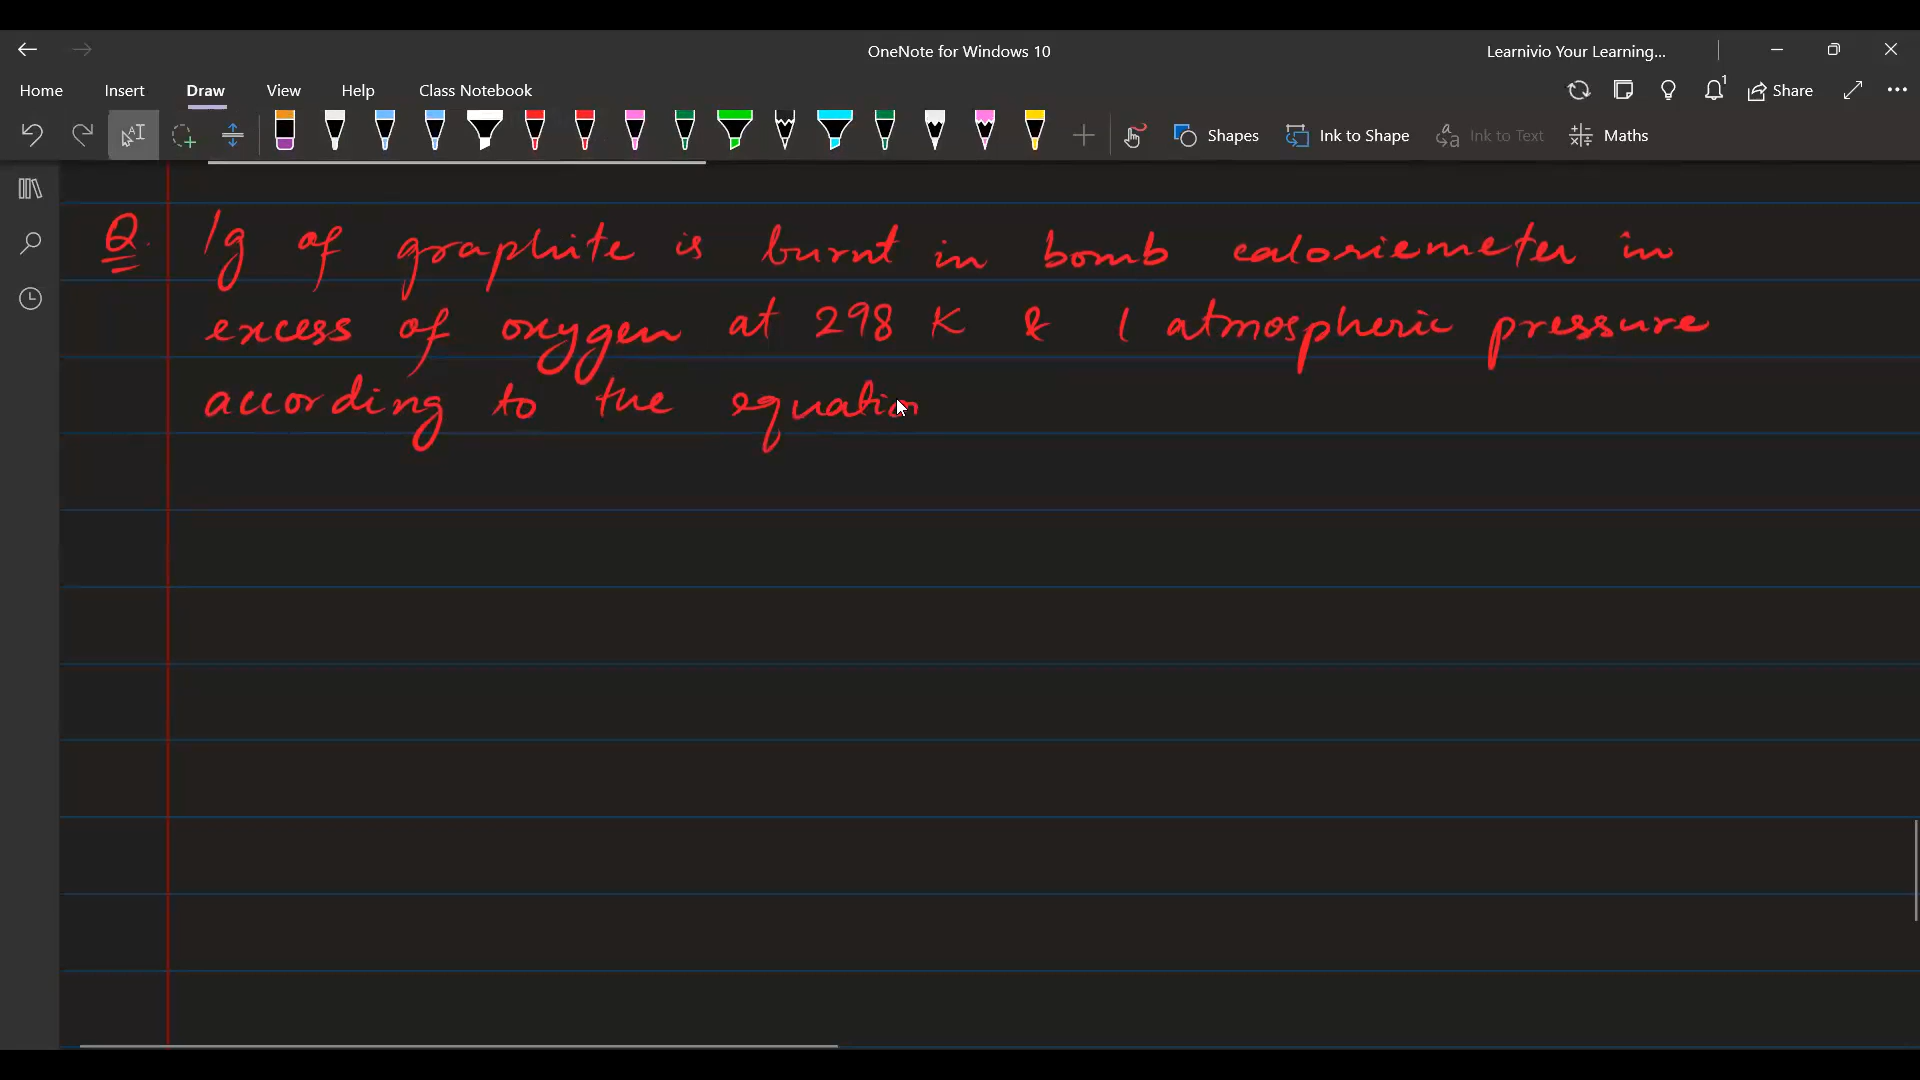 OneNote for Windows 10
Learnivio Your Learning...
Home Insert Draw View Help Class Notebook
1 Share
Shapes Ink to Shape Ink to Text Maths
Q. 1g of graphite is burnt in bomb caloriemeter in
excess of oxygen at 298 K & 1 atmospheric pressure
according to the equation